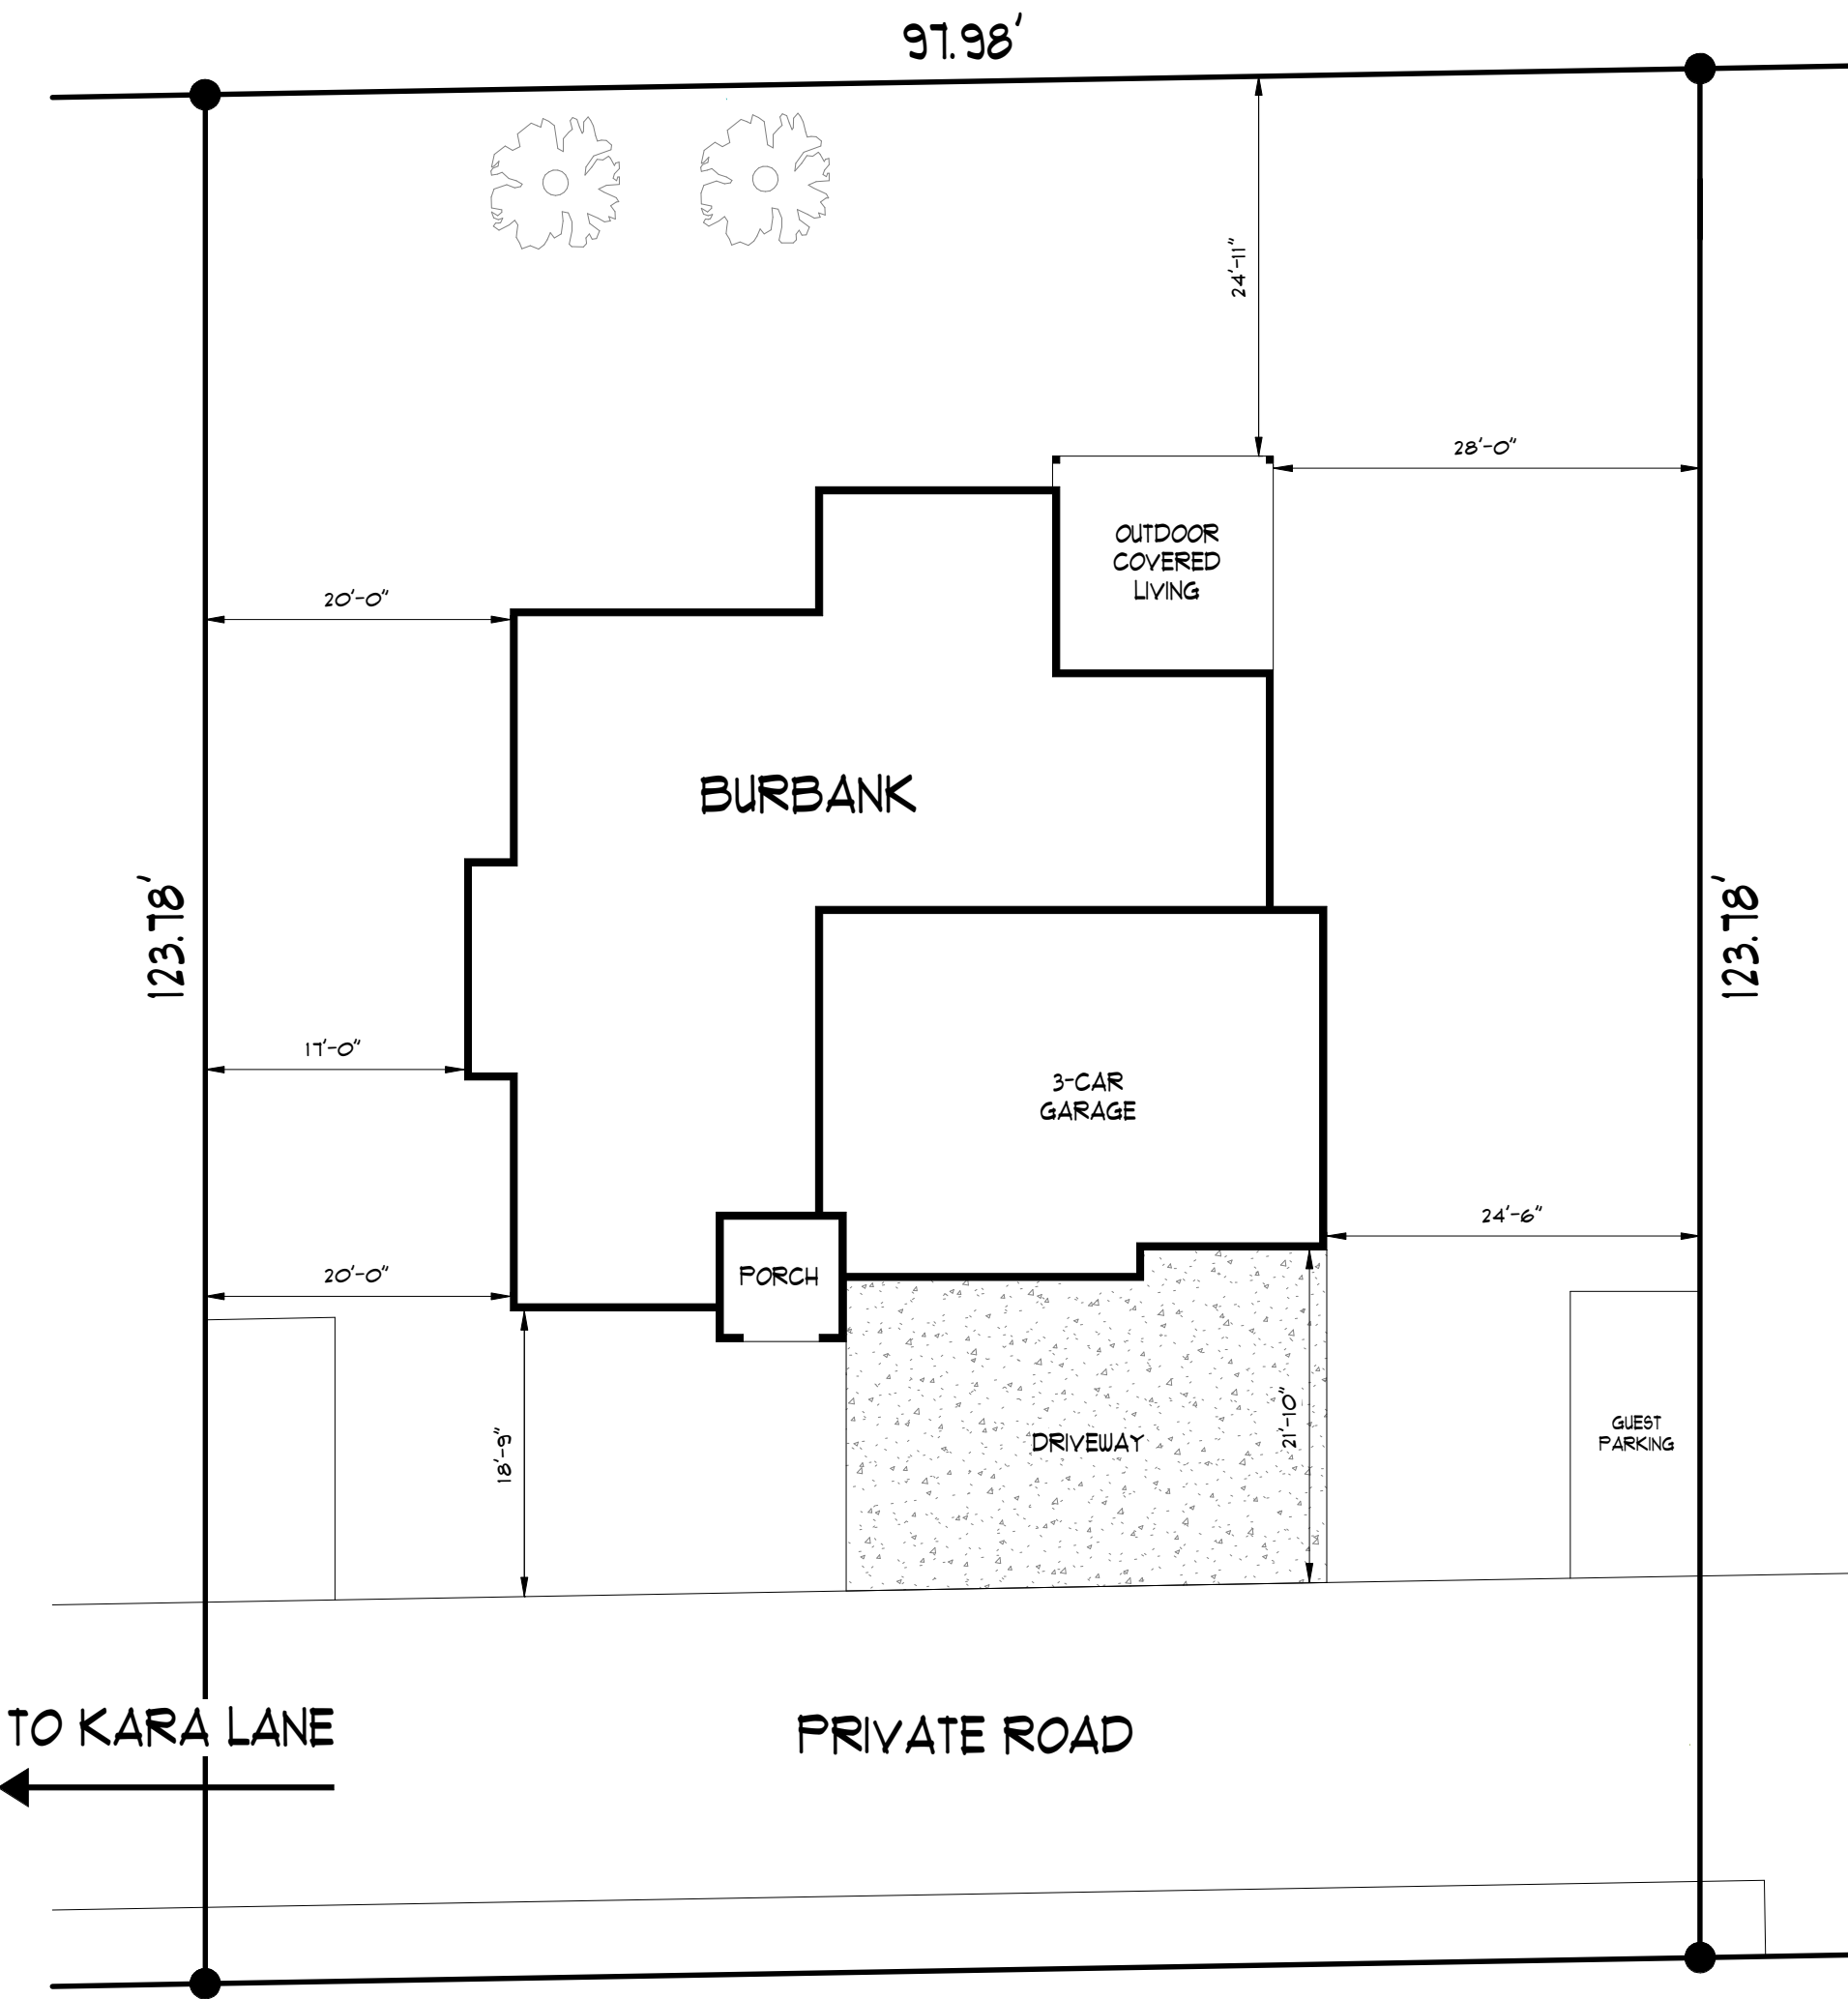 97.98'
24'-11"
28'-0"
OUTDOOR
COVERED
LIVING
20'-0"
BURBANK
123.78'
123.78'
17'-0"
3-CAR
GARAGE
24'-6"
20'-0"
PORCH
18'-9"
21'-10"
DRIVEWAY
GUEST
PARKING
TO KARA LANE
PRIVATE ROAD